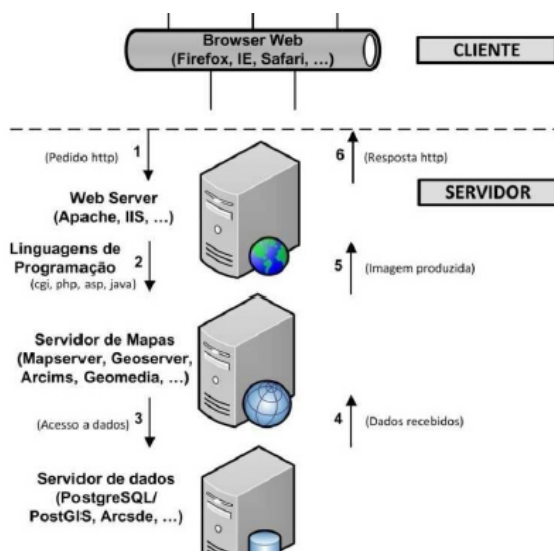 Browser Web
(Firefox, IE, Safari, ...)
CLIENTE
(Pedido http) 1
6 (Resposta http)
Web Server
(Apache, IIS, ...)
SERVIDOR
Linguagens de
Programação 2
(cgi, php, asp, java)
5 (Imagem produzida)
Servidor de Mapas
(Mapserver, Geoserver,
Arcims, Geomedia, ...)
(Acesso a dados) 3
4 (Dados recebidos)
Servidor de dados
(PostgreSQL/
PostGIS, Arcsde, ...)